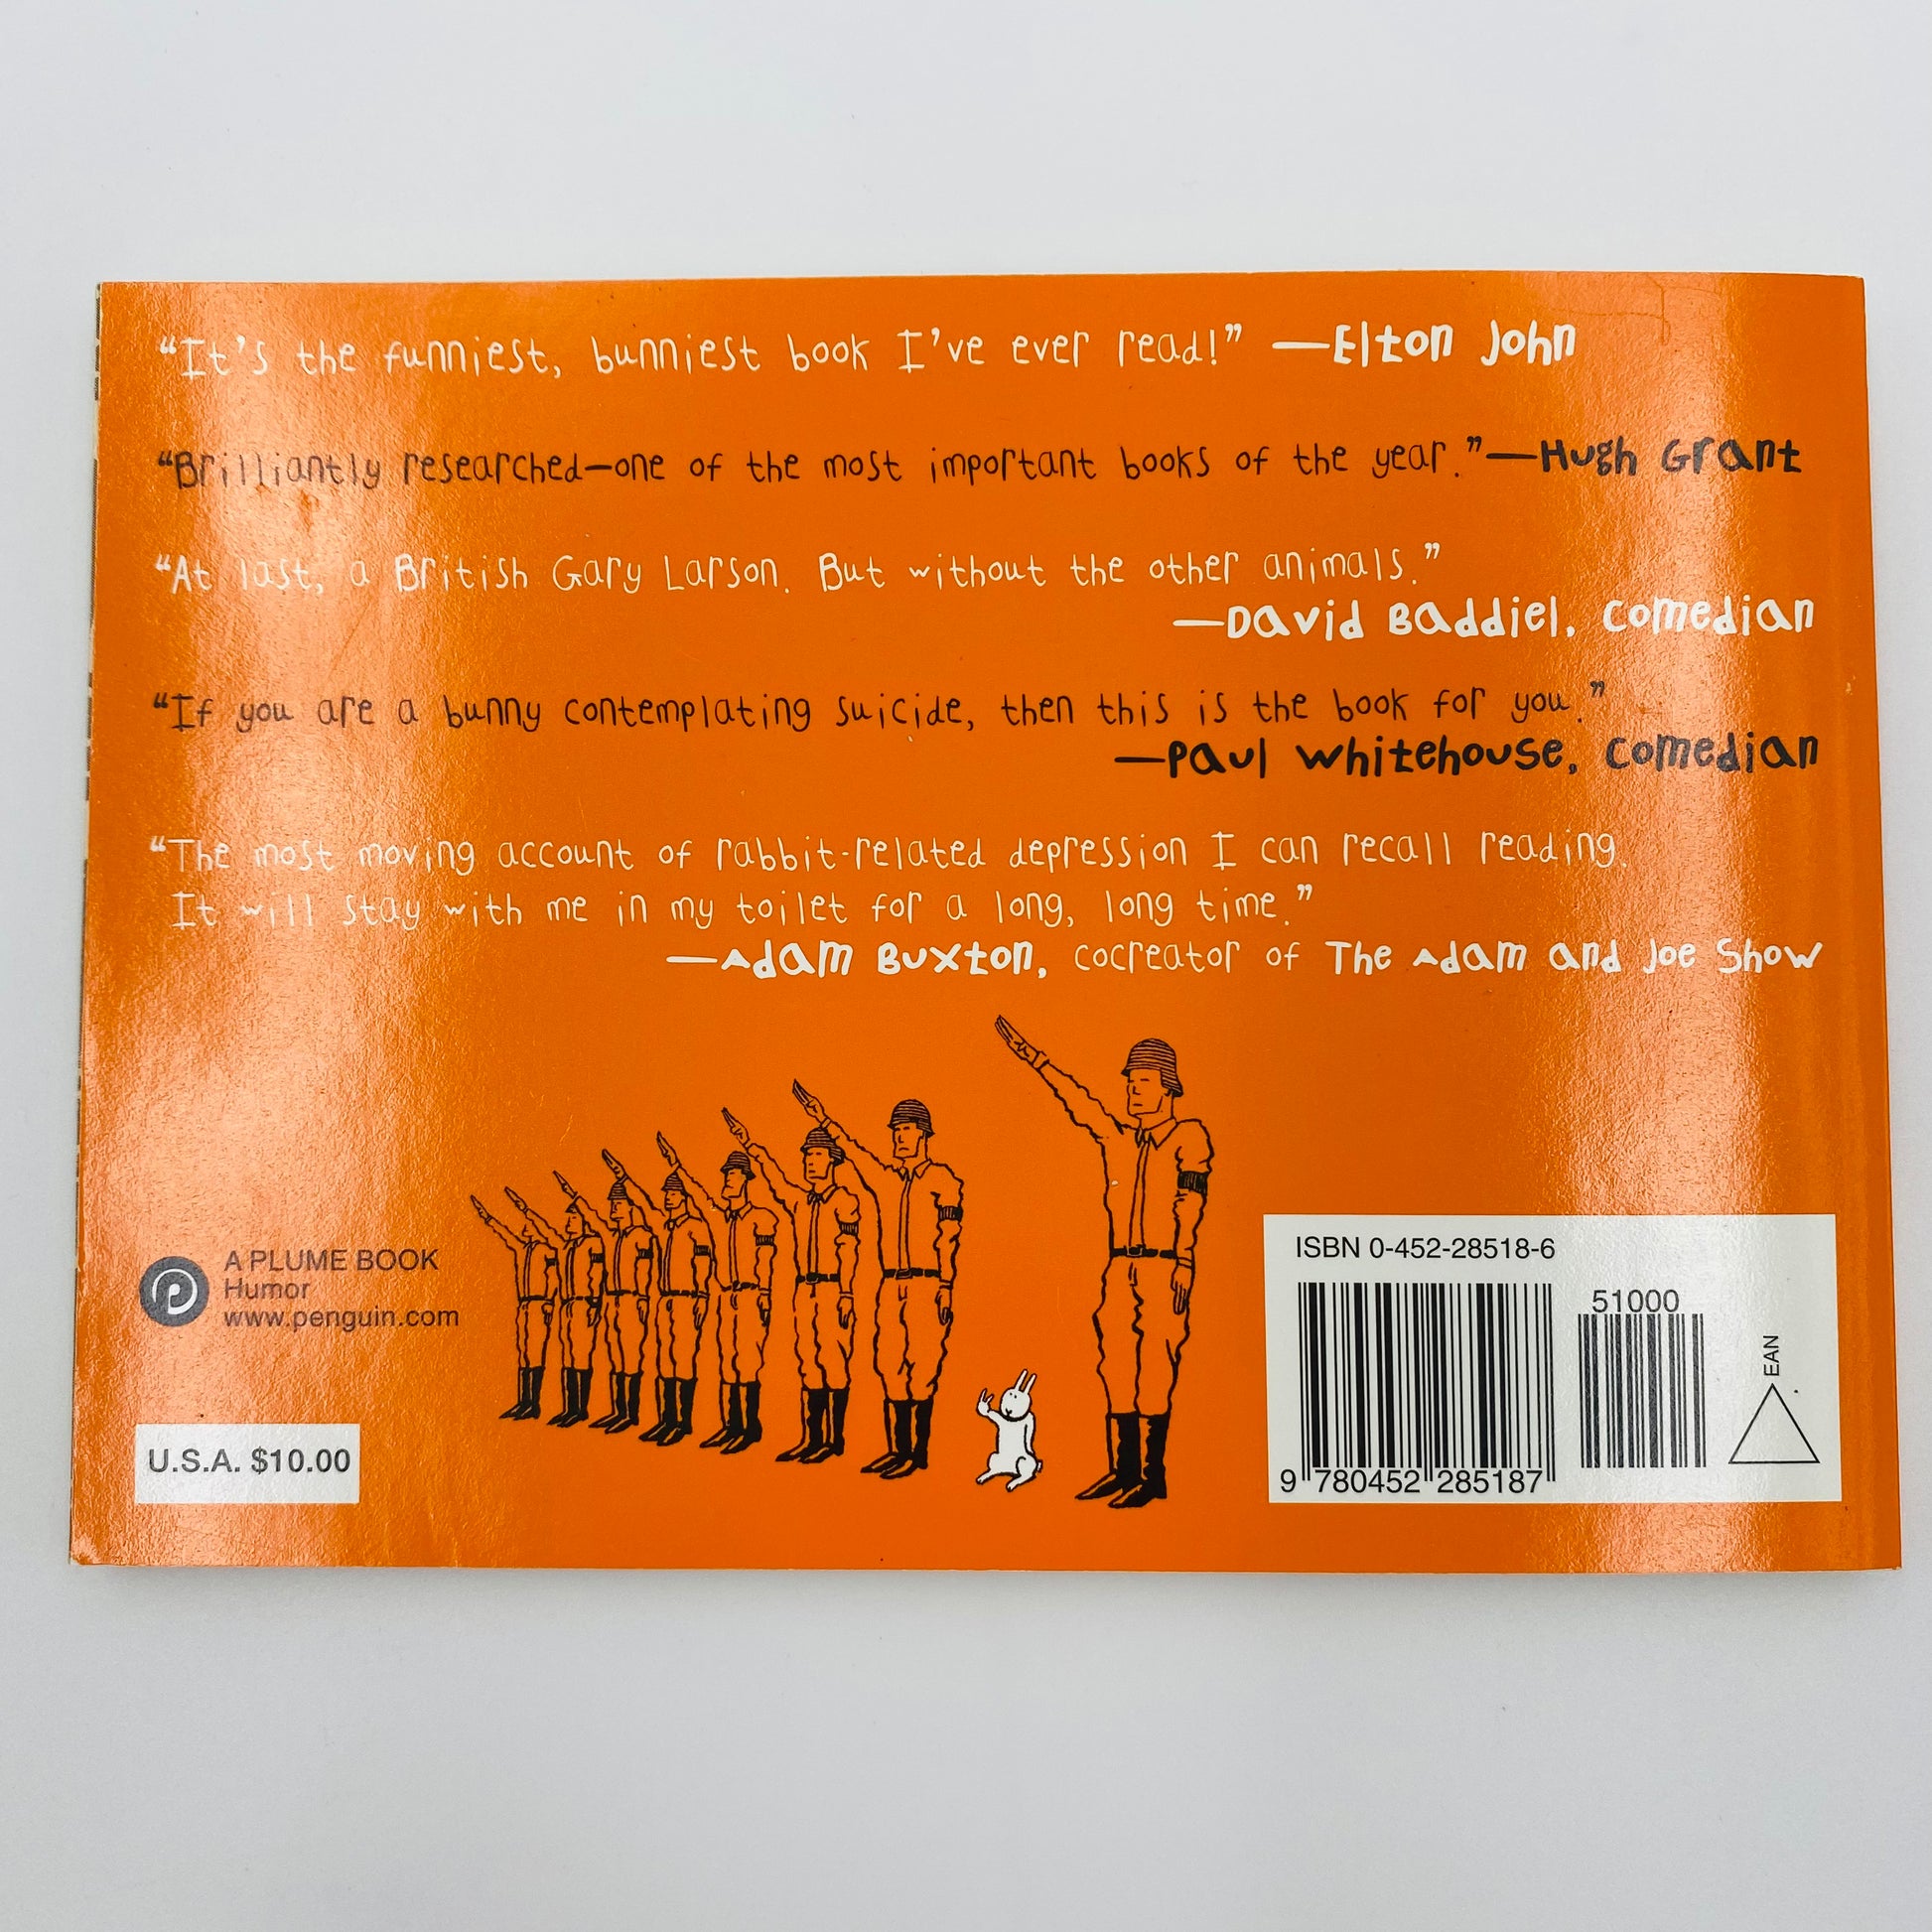 “It’s the funniest, bunniest book I’ve ever read!” —Elton John
“Brilliantly researched—one of the most important books of the year.”—Hugh Grant
“At last, a British Gary Larson. But without the other animals.”
—David Baddiel, comedian
“If you are a bunny contemplating suicide, then this is the book for you.”
—Paul Whitehouse, comedian
“The most moving account of rabbit-related depression I can recall reading.
It will stay with me in my toilet for a long, long time.”
—Adam Buxton, cocreator of The Adam and Joe Show
A PLUME BOOK
Humor
www.penguin.com
U.S.A. $10.00
ISBN 0-452-28518-6
51000
EAN
9 780452 285187